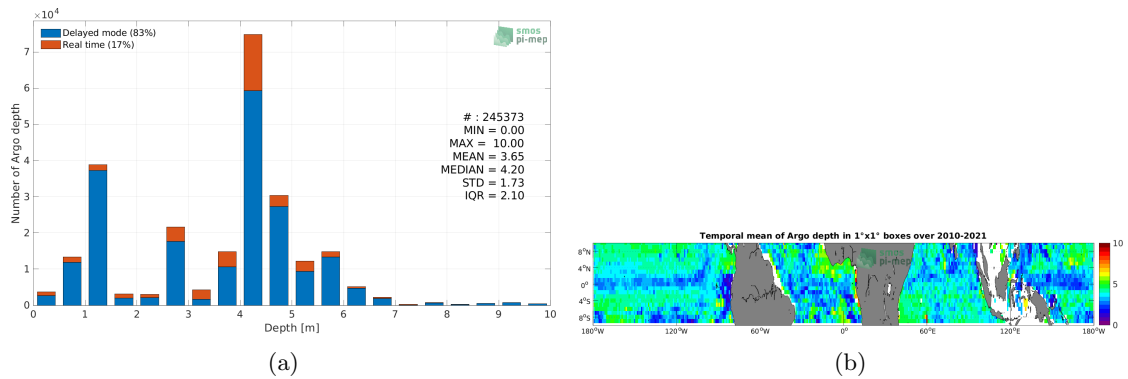 ×10⁴
Delayed mode (83%)
Real time (17%)
smos
pi-mep
7
6
5
4
3
2
1
0
Number of Argo depth
# : 245373
MIN = 0.00
MAX = 10.00
MEAN = 3.65
MEDIAN = 4.20
STD = 1.73
IQR = 2.10
0 1 2 3 4 5 6 7 8 9 10
Depth [m]
(a)
Temporal mean of Argo depth in 1°x1° boxes over 2010-2021
smos
pi-mep
8°N
4°N
0°
4°S
8°S
180°W 120°W 60°W 0° 60°E 120°E 180°W
10
5
0
(b)